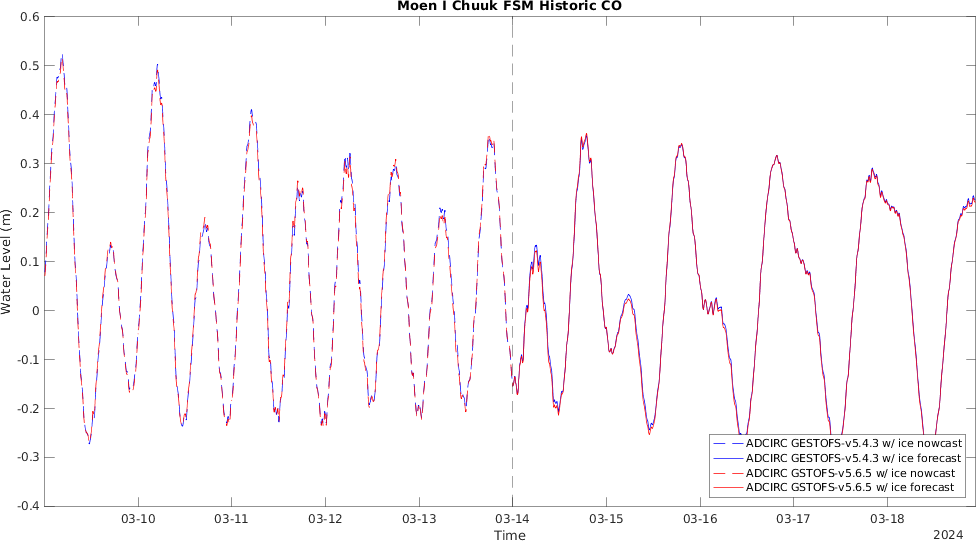 Moen I Chuuk FSM Historic CO
0.6
0.5
0.4
0.3
0.2
0.1
0
-0.1
-0.2
-0.3
-0.4
Water Level (m)
ADCIRC GESTOFS-v5.4.3 w/ ice nowcast
ADCIRC GESTOFS-v5.4.3 w/ ice forecast
ADCIRC GSTOFS-v5.6.5 w/ ice nowcast
ADCIRC GSTOFS-v5.6.5 w/ ice forecast
03-10 03-11 03-12 03-13 03-14 03-15 03-16 03-17 03-18
Time
2024